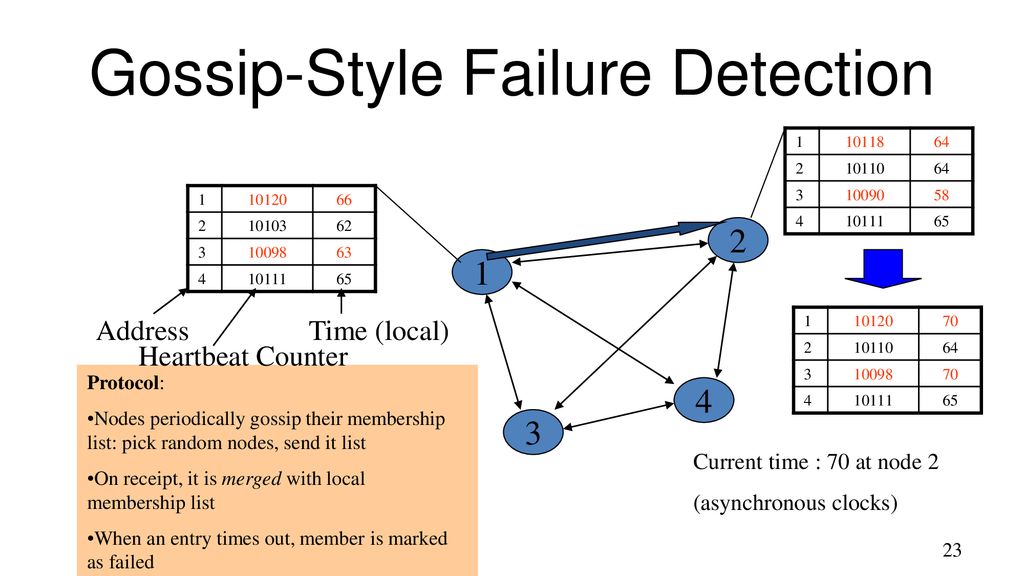 Gossip-Style Failure Detection
1 10118 64
2 10110 64
3 10090 58
4 10111 65
1 10120 66
2 10103 62
3 10098 63
4 10111 65
2
1
Address Time (local)
Heartbeat Counter
1 10120 70
2 10110 64
3 10098 70
4 10111 65
Protocol:
•Nodes periodically gossip their membership
list: pick random nodes, send it list
•On receipt, it is merged with local
membership list
•When an entry times out, member is marked
as failed
4
3
Current time : 70 at node 2
(asynchronous clocks)
23